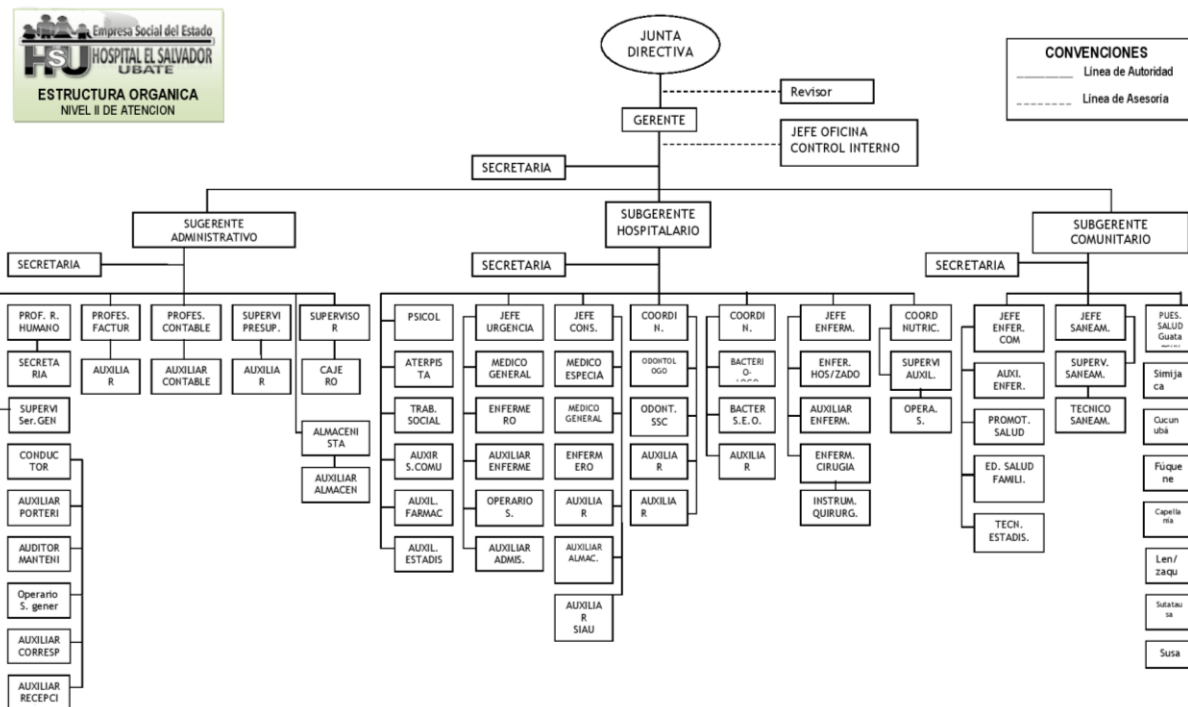 Empresa Social del Estado
HSU HOSPITAL EL SALVADOR
UBATE
ESTRUCTURA ORGANICA
NIVEL II DE ATENCION
JUNTA
DIRECTIVA
CONVENCIONES
Línea de Autoridad
Línea de Asesoría
Revisor
GERENTE
JEFE OFICINA
CONTROL INTERNO
SECRETARIA
SUGERENTE
ADMINISTRATIVO
SUBGERENTE
HOSPITALARIO
SUBGERENTE
COMUNITARIO
SECRETARIA
SECRETARIA
SECRETARIA
PROF. R.
HUMANO
SECRETA
RIA
SUPERVI
Ser.GEN
CONDUC
TOR
AUXILIAR
PORTERI
AUDITOR
MANTENI
Operario
S. gener
AUXILIAR
CORRESP
AUXILIAR
RECEPCI
PROFES.
FACTUR
AUXILIA
R
PROFES.
CONTABLE
AUXILIAR
CONTABLE
SUPERVI
PRESUP.
AUXILIA
R
SUPERVISO
R
CAJE
RO
ALMACENI
STA
AUXILIAR
ALMACEN
PSICOL
ATERPIS
TA
TRAB.
SOCIAL
AUXIR
S.COMU
AUXIL.
FARMAC
AUXIL.
ESTADIS
JEFE
URGENCIA
MEDICO
GENERAL
ENFERME
RO
AUXILIAR
ENFERME
OPERARIO
S.
AUXILIAR
ADMIS.
JEFE
CONS.
MEDICO
ESPECIA
MEDICO
GENERAL
ENFERM
ERO
AUXILIA
R
AUXILIAR
ALMAC.
AUXILIA
R
SIAU
COORDI
N.
ODONTOL
OGO
ODONT.
SSC
AUXILIA
R
AUXILIA
R
COORDI
N.
BACTERI
O-
BACTER
S.E.O.
AUXILIA
R
JEFE
ENFERM.
ENFER.
HOS/ZADO
AUXILIAR
ENFERM.
ENFERM.
CIRUGIA
INSTRUM.
QUIRURG.
COORD
NUTRIC.
SUPERVI
AUXIL.
OPERA.
S.
JEFE
ENFER.
COM
AUXI.
ENFER.
PROMOT.
SALUD
ED. SALUD
FAMILI.
TECN.
ESTADIS.
JEFE
SANEAM.
SUPERV.
SANEAM.
TECNICO
SANEAM.
PUES.
SALUD
Guata
Simija
ca
Cucun
ubá
Fúque
ne
Capella
nía
Len/
zaqu
Sutatau
sa
Susa